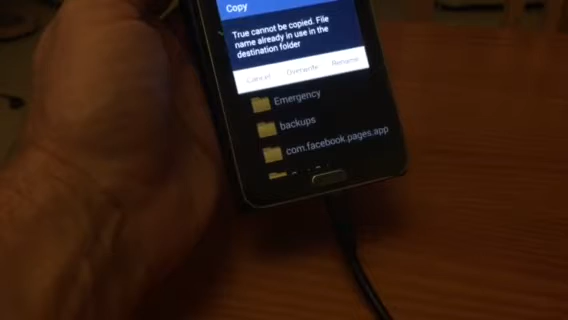 Copy
True cannot be copied. File
name already in use in the
destination folder
Cancel Overwrite Rename
Emergency
backups
com.facebook.pages.app